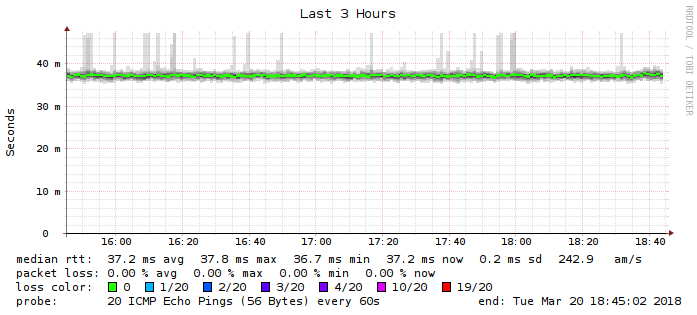 Last 3 Hours
RRDTOOL / TOBI OETIKER
Seconds
40 m
30 m
20 m
10 m
0
16:00 16:20 16:40 17:00 17:20 17:40 18:00 18:20 18:40
median rtt: 37.2 ms avg 37.8 ms max 36.7 ms min 37.2 ms now 0.2 ms sd 242.9 am/s
packet loss: 0.00 % avg 0.00 % max 0.00 % min 0.00 % now
loss color: 0 1/20 2/20 3/20 4/20 10/20 19/20
probe: 20 ICMP Echo Pings (56 Bytes) every 60s end: Tue Mar 20 18:45:02 2018